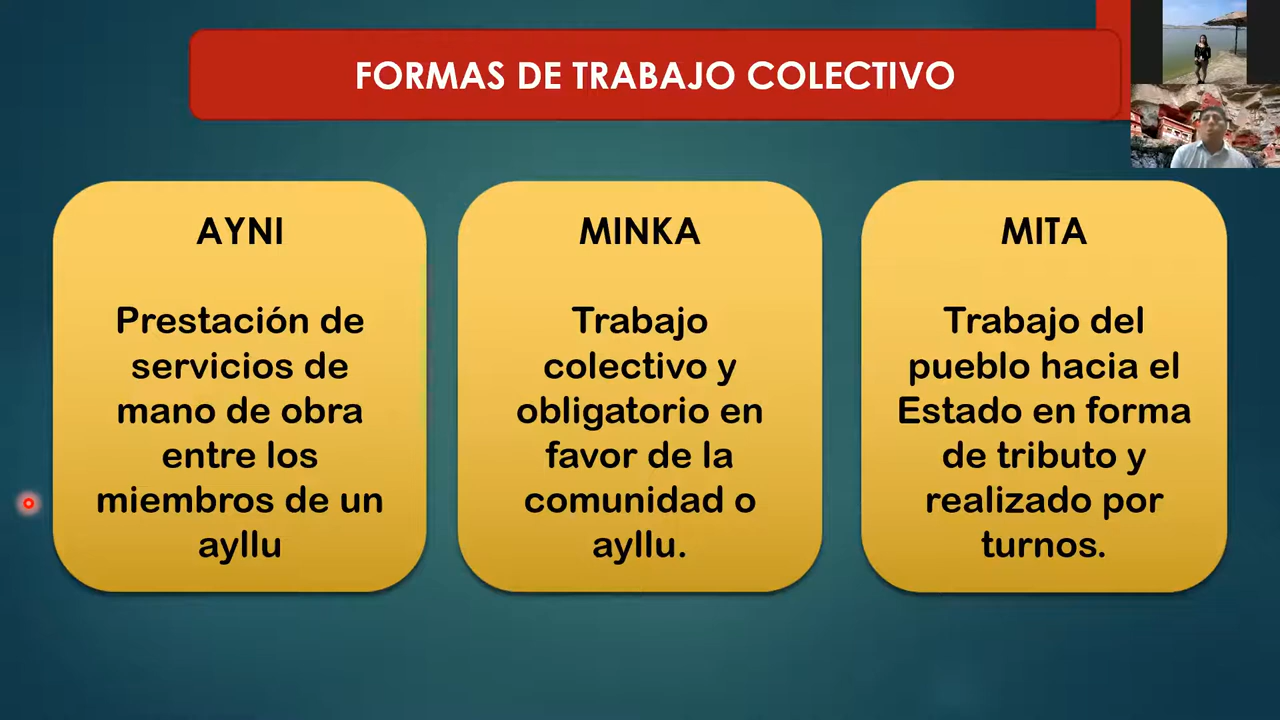 FORMAS DE TRABAJO COLECTIVO
AYNI
Prestación de
servicios de
mano de obra
entre los
miembros de un
ayllu
MINKA
Trabajo
colectivo y
obligatorio en
favor de la
comunidad o
ayllu.
MITA
Trabajo del
pueblo hacia el
Estado en forma
de tributo y
realizado por
turnos.